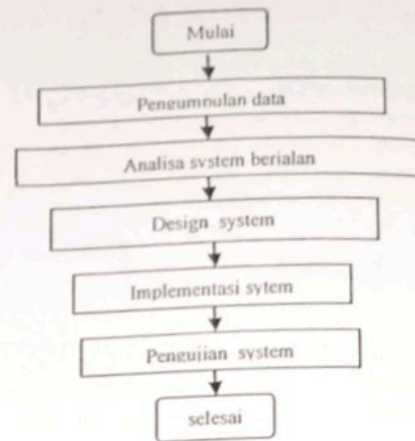 Mulai
Pengumpulan data
Analisa system berjalan
Design system
Implementasi sytem
Pengujian system
selesai